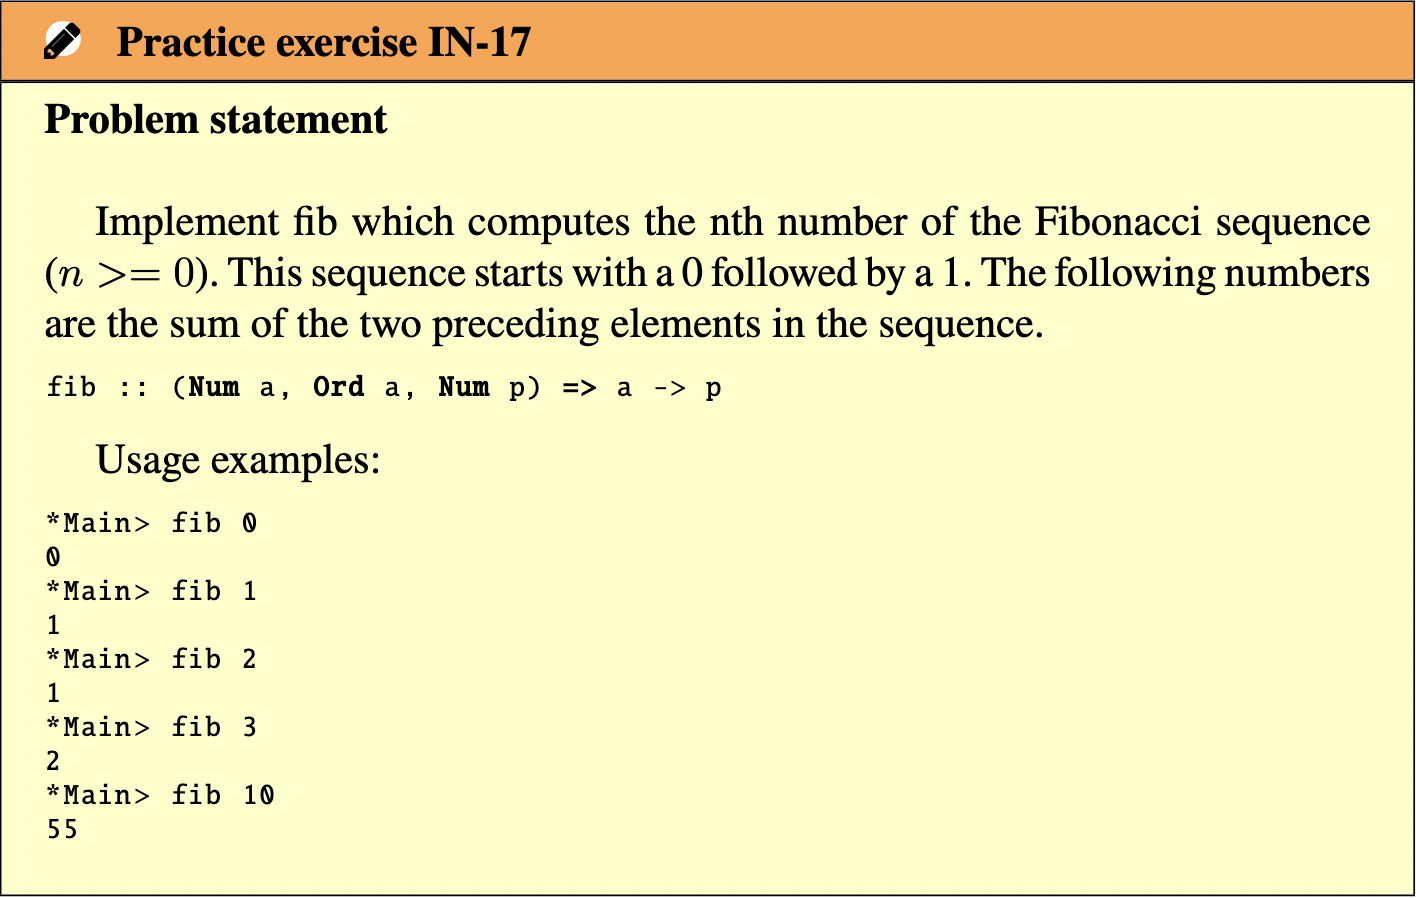 Practice exercise IN-17
Problem statement
Implement fib which computes the nth number of the Fibonacci sequence
(n >= 0). This sequence starts with a 0 followed by a 1. The following numbers
are the sum of the two preceding elements in the sequence.
fib :: (Num a, Ord a, Num p) => a -> p
Usage examples:
*Main> fib 0
0
*Main> fib 1
1
*Main> fib 2
1
*Main> fib 3
2
*Main> fib 10
55